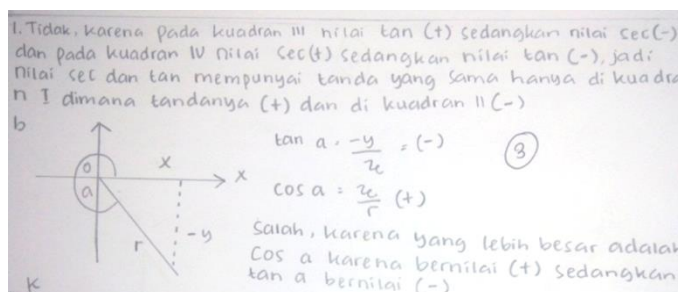 1. Tidak, karena pada kuadran III nilai tan (+) sedangkan nilai sec(-)
dan pada kuadran IV nilai sec(+) sedangkan nilai tan (-), jadi
nilai sec dan tan mempunyai tanda yang sama hanya di kuadra
n I dimana tandanya (+) dan di kuadran II (-)
b
tan a = -y/x = (-)
3
o x x
a
cos a = x/r (+)
r -y
Salah, karena yang lebih besar adalah
cos a karena bernilai (+) sedangkan
k tan a bernilai (-)